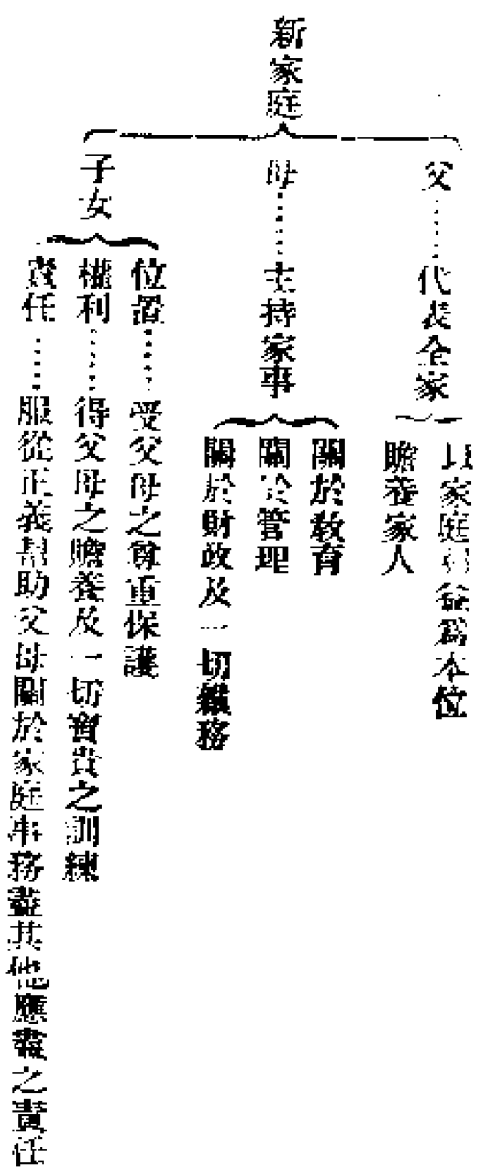 新家庭
父……代表全家
以家庭利益爲本位
贍養家人
母……主持家事
關於教育
關於管理
關於財政及一切雜務
子女
位置……受父母之尊重保護
權利……得父母之贍養及一切寶貴之訓練
責任……服從正義幫助父母關於家庭事務盡其他應盡之責任